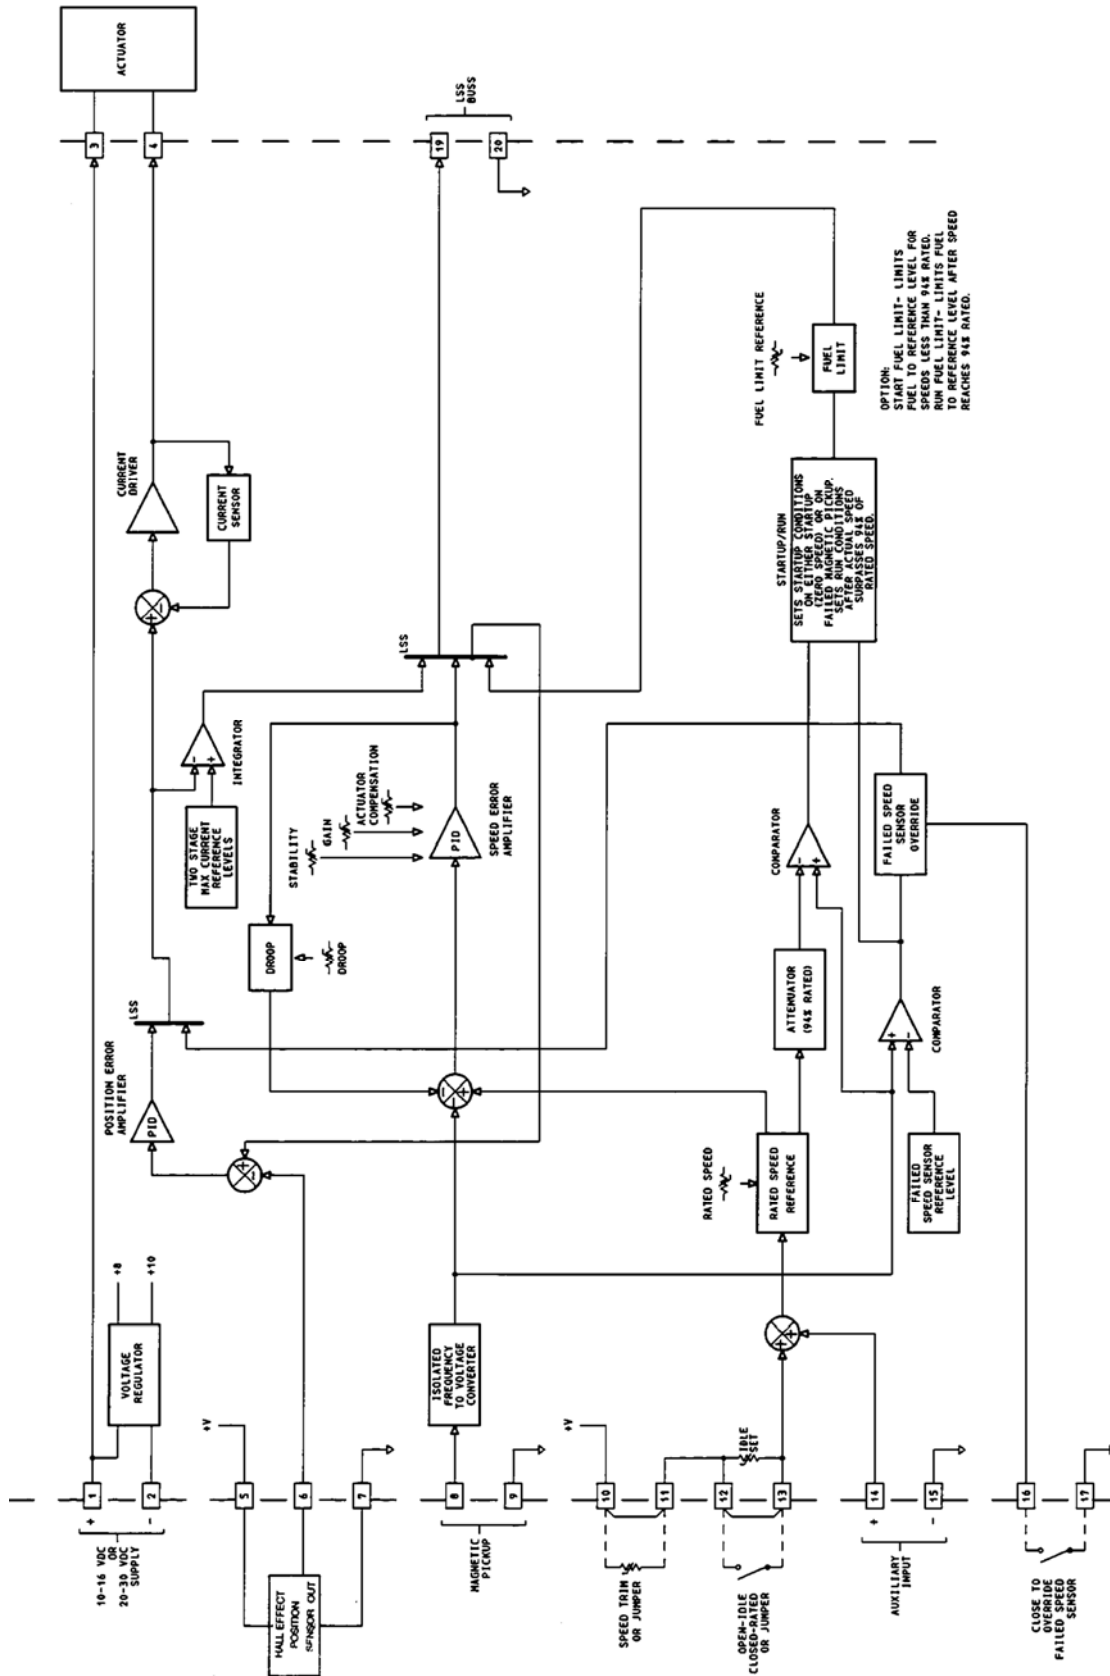 ACTUATOR
3
4
LSS
BUSS
19
20
CURRENT
DRIVER
CURRENT
SENSOR
+
-
LSS
-
+
INTEGRATOR
TWO STAGE
MAX CURRENT
REFERENCE
LEVELS
STABILITY
GAIN
ACTUATOR
COMPENSATION
PID
SPEED ERROR
AMPLIFIER
DROOP
DROOP
FUEL LIMIT REFERENCE
FUEL
LIMIT
OPTION:
START FUEL LIMIT- LIMITS
FUEL TO REFERENCE LEVEL FOR
SPEEDS LESS THAN 94% RATED.
RUN FUEL LIMIT- LIMITS FUEL
TO REFERENCE LEVEL AFTER SPEED
REACHES 94% RATED.
STARTUP/RUN
SETS STARTUP CONDITIONS
ON EITHER STARTUP
(ZERO SPEED) OR ON
FAILED MAGNETIC PICKUP.
SETS RUN CONDITIONS
AFTER ACTUAL SPEED
SURPASSES 94% OF
RATED SPEED.
COMPARATOR
-
+
FAILED SPEED
SENSOR
OVERRIDE
ATTENUATOR
(94% RATED)
COMPARATOR
+
-
LSS
POSITION ERROR
AMPLIFIER
PID
+
-
-
+
-
RATED SPEED
RATED SPEED
REFERENCE
FAILED
SPEED SENSOR
REFERENCE
LEVEL
+8
+10
VOLTAGE
REGULATOR
+V
ISOLATED
FREQUENCY
TO VOLTAGE
CONVERTER
+V
IDLE
SET
+
+
1
2
5
6
7
8
9
10
11
12
13
14
15
16
17
+
-
10-16 VDC
OR
20-30 VDC
SUPPLY
HALL EFFECT
POSITION
SENSOR OUT
MAGNETIC
PICKUP
SPEED TRIM
OR JUMPER
OPEN-IDLE
CLOSED-RATED
OR JUMPER
+
-
AUXILIARY
INPUT
CLOSE TO
OVERRIDE
FAILED SPEED
SENSOR